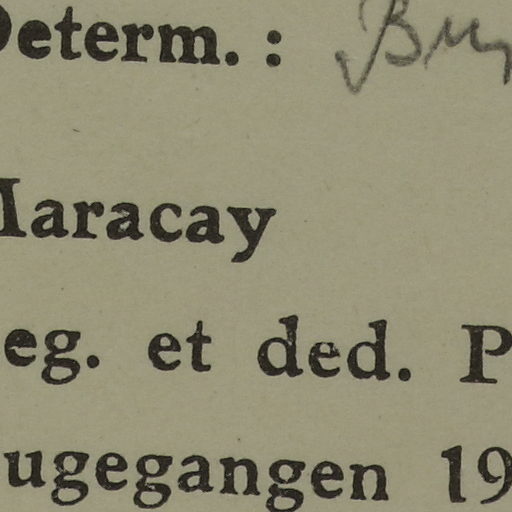 Determ. :
Maracay
eg. et ded. P
ugegangen 19